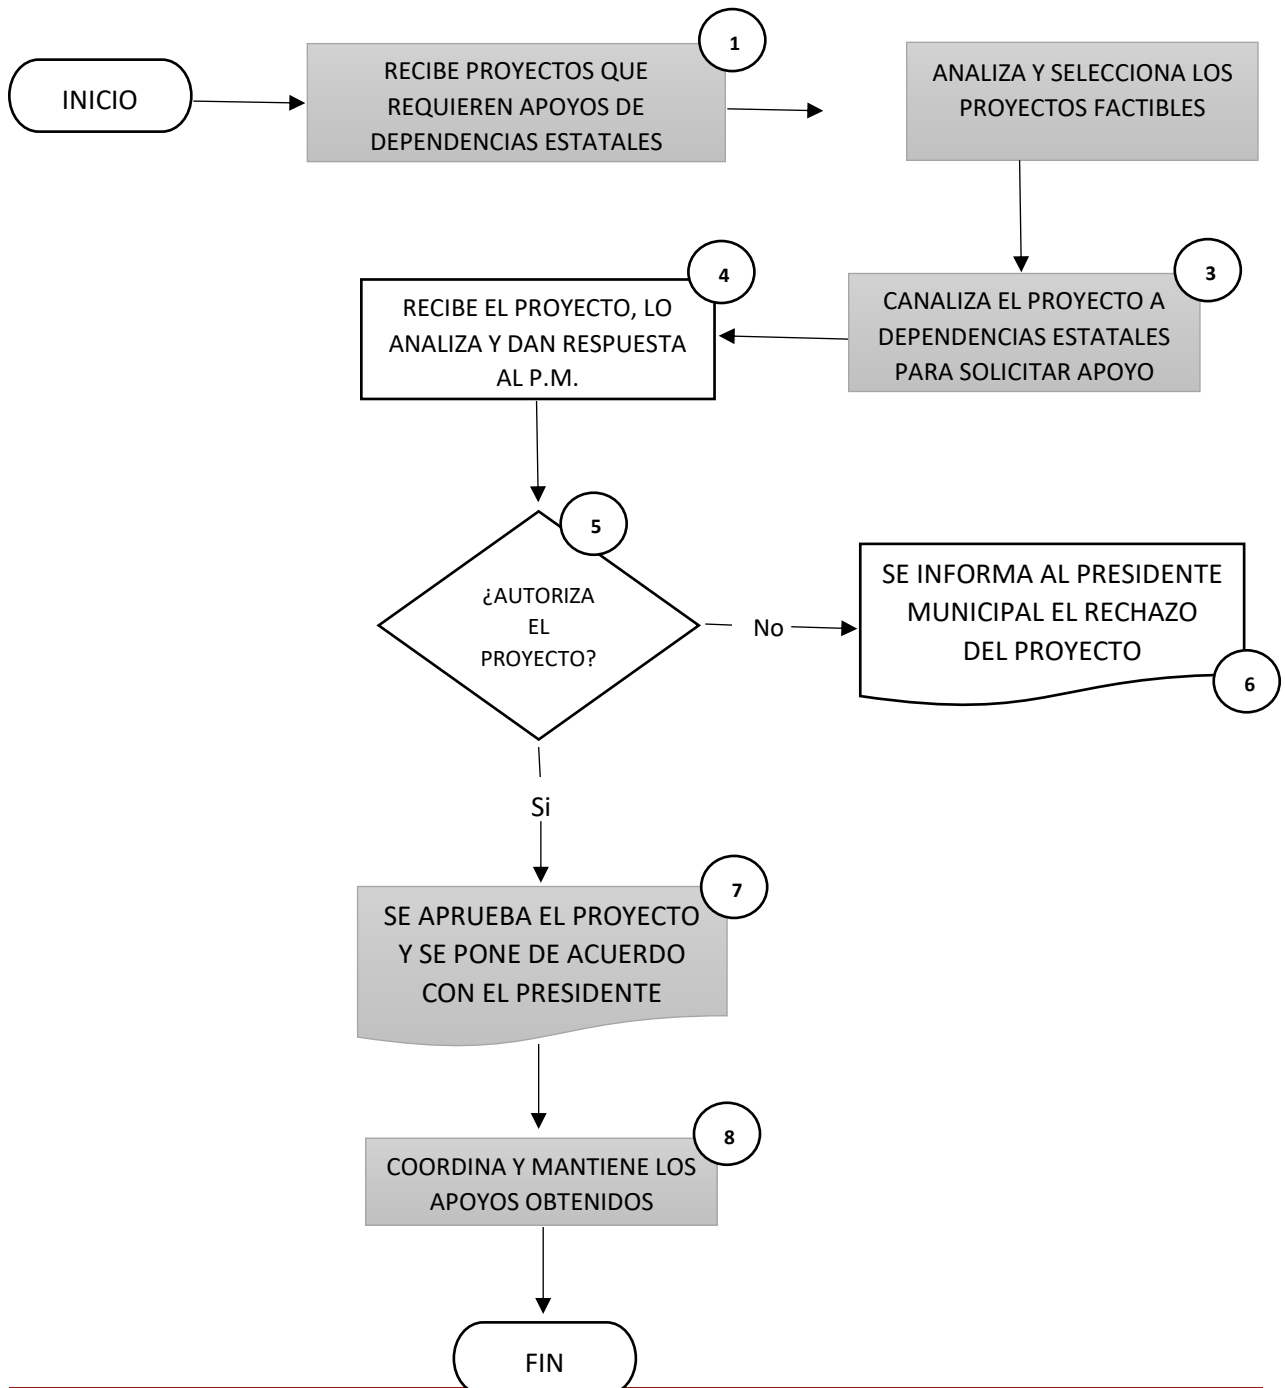 INICIO
1
RECIBE PROYECTOS QUE
REQUIEREN APOYOS DE
DEPENDENCIAS ESTATALES
ANALIZA Y SELECCIONA LOS
PROYECTOS FACTIBLES
3
CANALIZA EL PROYECTO A
DEPENDENCIAS ESTATALES
PARA SOLICITAR APOYO
4
RECIBE EL PROYECTO, LO
ANALIZA Y DAN RESPUESTA
AL P.M.
5
¿AUTORIZA
EL
PROYECTO?
No
SE INFORMA AL PRESIDENTE
MUNICIPAL EL RECHAZO
DEL PROYECTO
6
Si
7
SE APRUEBA EL PROYECTO
Y SE PONE DE ACUERDO
CON EL PRESIDENTE
8
COORDINA Y MANTIENE LOS
APOYOS OBTENIDOS
FIN